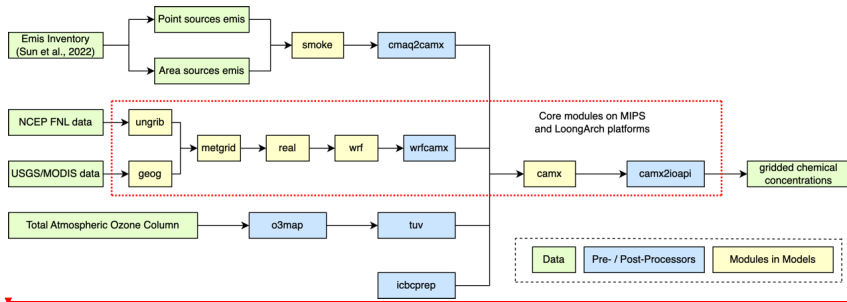 Point sources emis
Emis Inventory
(Sun et al., 2022)
smoke
cmaq2camx
Area sources emis
NCEP FNL data
ungrib
Core modules on MIPS
and LoongArch platforms
metgrid
real
wrf
wrfcamx
USGS/MODIS data
geog
camx
camx2ioapi
gridded chemical
concentrations
Total Atmospheric Ozone Column
o3map
tuv
Data
Pre- / Post-Processors
Modules in Models
icbcprep